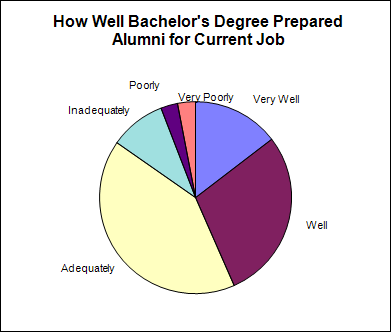 How Well Bachelor's Degree Prepared
Alumni for Current Job
Poorly
Very Poorly
Very Well
Inadequately
Well
Adequately